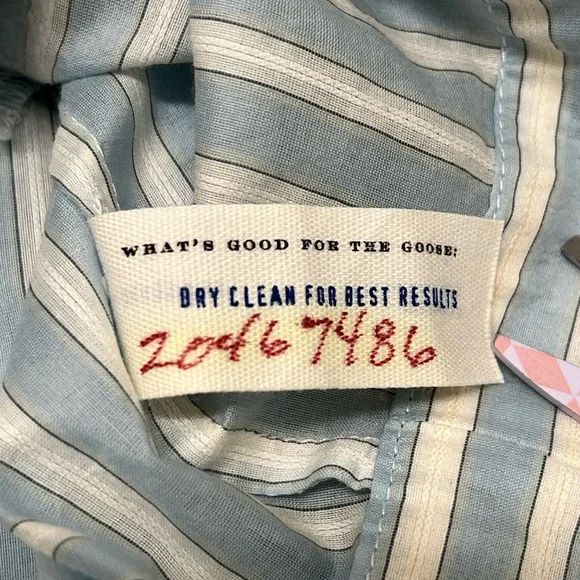 WHAT'S GOOD FOR THE GOOSE:
DRY CLEAN FOR BEST RESULTS
20467486